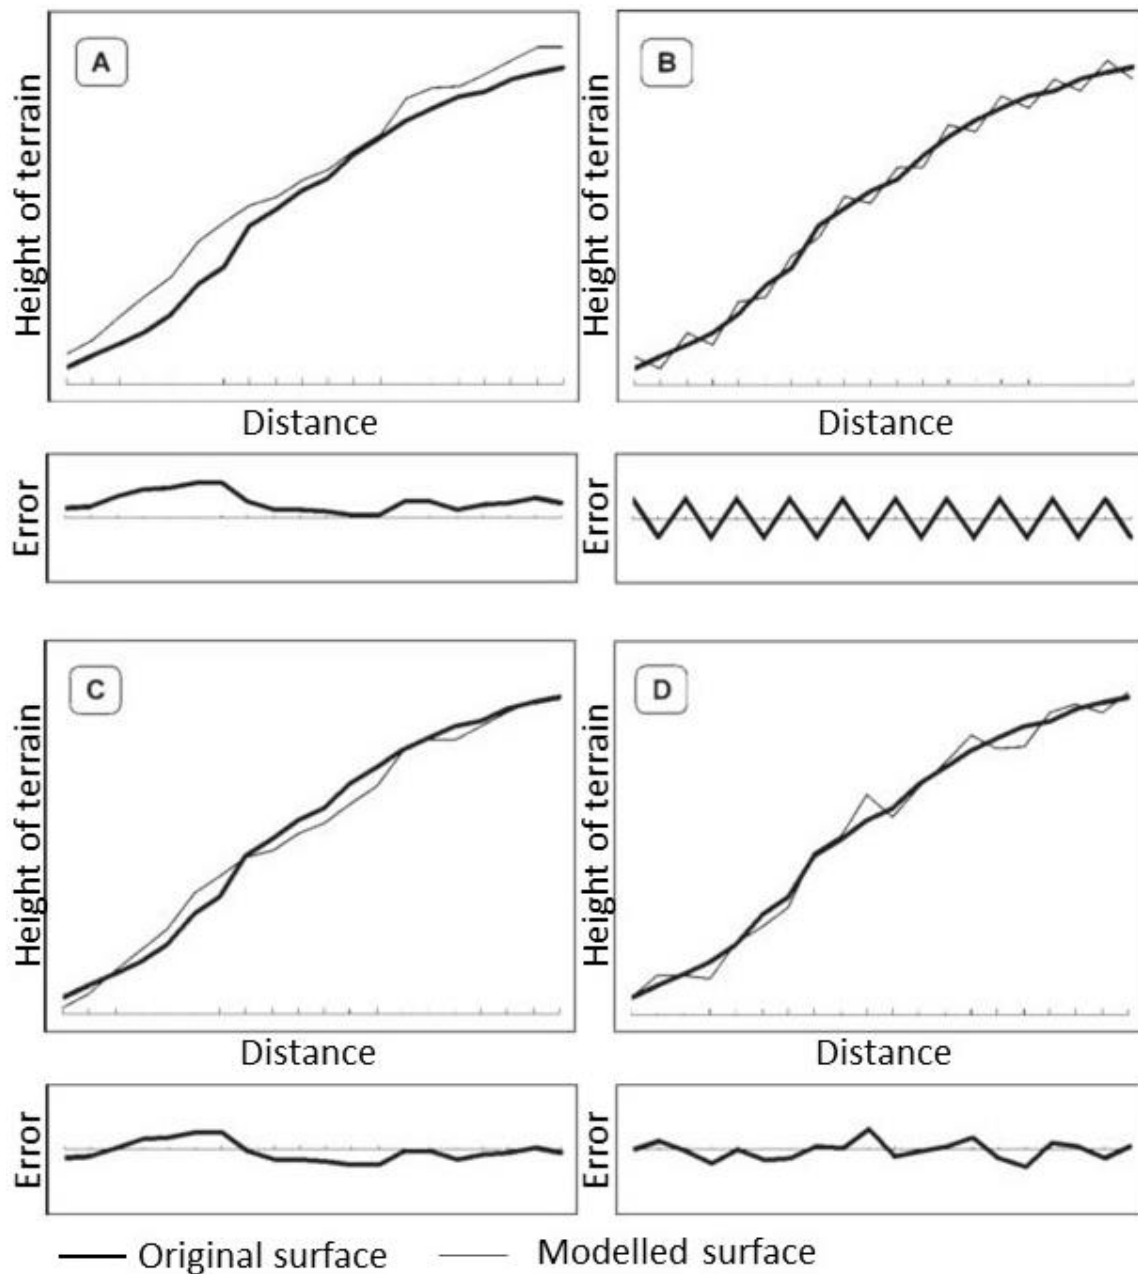 A
B
Height of terrain
Height of terrain
Distance
Distance
Error
Error
C
D
Height of terrain
Height of terrain
Distance
Distance
Error
Error
Original surface
Modelled surface